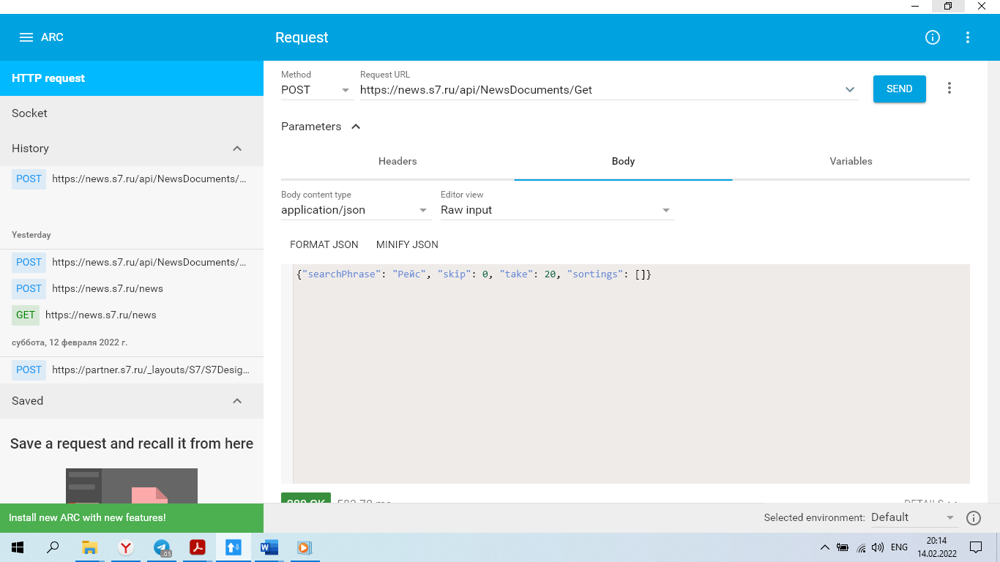 ARC
Request
HTTP request
Socket
History
POST https://news.s7.ru/api/NewsDocuments/...
Yesterday
POST https://news.s7.ru/api/NewsDocuments/...
POST https://news.s7.ru/news
GET https://news.s7.ru/news
суббота, 12 февраля 2022 г.
POST https://partner.s7.ru/_layouts/S7/S7Desig...
Saved
Save a request and recall it from here
Install new ARC with new features!
Method
POST
Request URL
https://news.s7.ru/api/NewsDocuments/Get
SEND
Parameters
Headers
Body
Variables
Body content type
application/json
Editor view
Raw input
FORMAT JSON
MINIFY JSON
{"searchPhrase": "Рейс", "skip": 0, "take": 20, "sortings": []}
200 OK
DETAILS
Selected environment:
Default
.03
ENG
20:14
14.02.2022